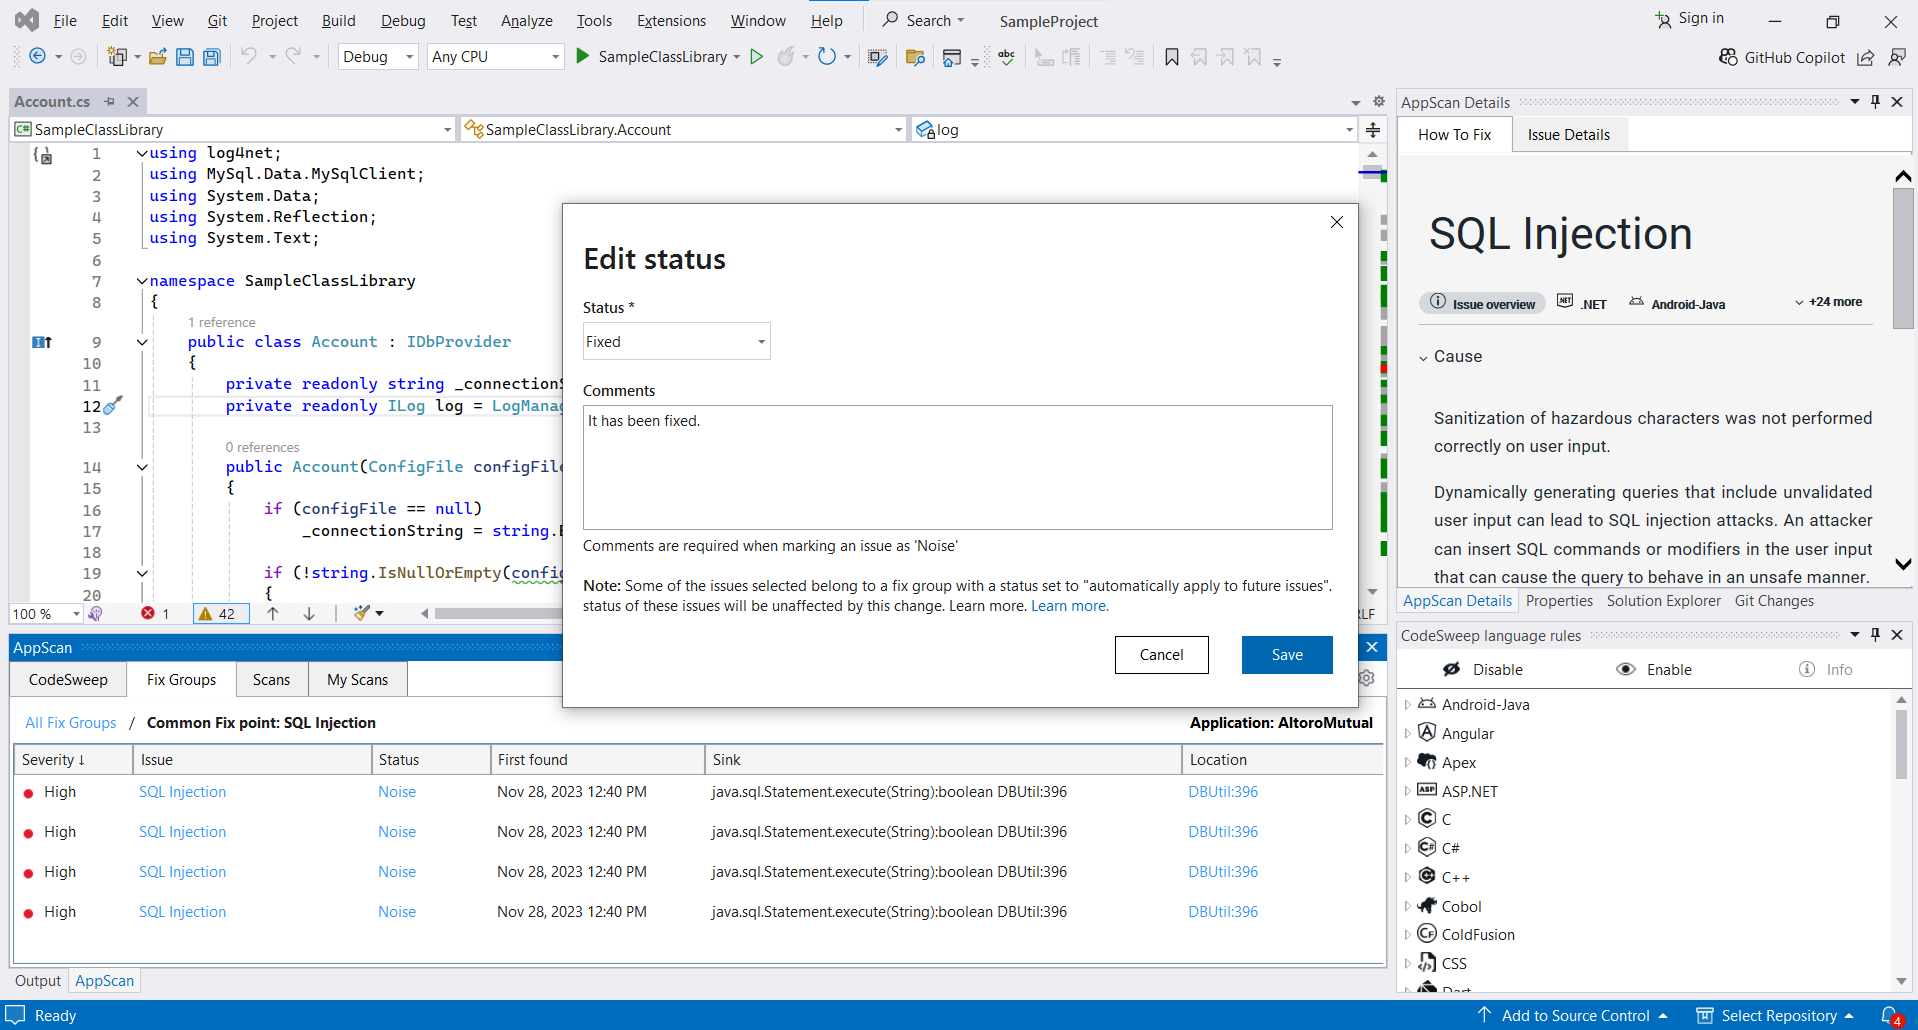 File Edit View Git Project Build Debug Test Analyze Tools Extensions Window Help Search SampleProject Sign in
Debug Any CPU SampleClassLibrary abc GitHub Copilot
Account.cs
C# SampleClassLibrary SampleClassLibrary.Account log
1 using log4net;
2 using MySql.Data.MySqlClient;
3 using System.Data;
4 using System.Reflection;
5 using System.Text;
6
7 namespace SampleClassLibrary
8 {
1 reference
9 public class Account : IDbProvider
10 {
11 private readonly string
12 private readonly ILog log =
13
0 references
14 public Account(ConfigFile
15 {
16 if (configFile == null)
17 _connectionString =
18
19 if (!string.IsNullOrEmpty(
20 {
100 % 1 42
Edit status
Status *
Fixed
Comments
It has been fixed.
Comments are required when marking an issue as 'Noise'
Note: Some of the issues selected belong to a fix group with a status set to "automatically apply to future issues".
status of these issues will be unaffected by this change. Learn more. Learn more.
Cancel Save
AppScan
CodeSweep Fix Groups Scans My Scans
All Fix Groups / Common Fix point: SQL Injection Application: AltoroMutual
Severity ↓ Issue Status First found Sink Location
High SQL Injection Noise Nov 28, 2023 12:40 PM java.sql.Statement.execute(String):boolean DBUtil:396 DBUtil:396
High SQL Injection Noise Nov 28, 2023 12:40 PM java.sql.Statement.execute(String):boolean DBUtil:396 DBUtil:396
High SQL Injection Noise Nov 28, 2023 12:40 PM java.sql.Statement.execute(String):boolean DBUtil:396 DBUtil:396
High SQL Injection Noise Nov 28, 2023 12:40 PM java.sql.Statement.execute(String):boolean DBUtil:396 DBUtil:396
Output AppScan
AppScan Details
How To Fix Issue Details
SQL Injection
Issue overview .NET Android-Java +24 more
Cause
Sanitization of hazardous characters was not performed
correctly on user input.
Dynamically generating queries that include unvalidated
user input can lead to SQL injection attacks. An attacker
can insert SQL commands or modifiers in the user input
that can cause the query to behave in an unsafe manner.
AppScan Details Properties Solution Explorer Git Changes
CodeSweep language rules
Disable Enable Info
Android-Java
Angular
Apex
ASP ASP.NET
C
C#
C++
Cobol
ColdFusion
CSS
Dart
Ready Add to Source Control Select Repository 4